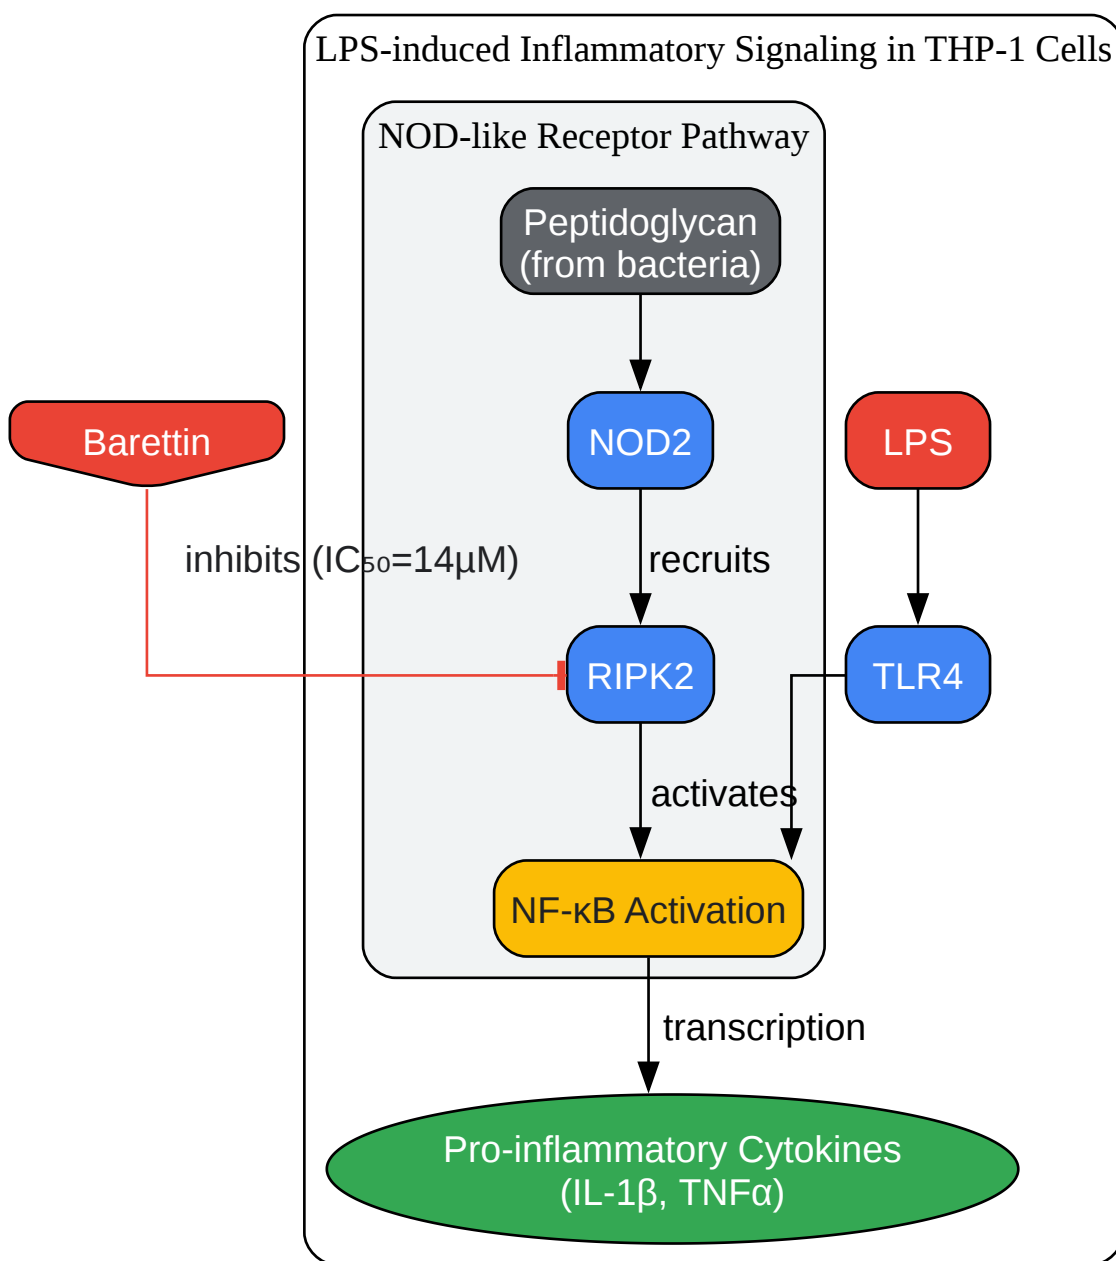 LPS-induced Inflammatory Signaling in THP-1 Cells
NOD-like Receptor Pathway
Peptidoglycan
(from bacteria)
Barettin
NOD2
LPS
inhibits (IC₅₀=14μM)
recruits
RIPK2
TLR4
activates
NF-κB Activation
transcription
Pro-inflammatory Cytokines
(IL-1β, TNFα)